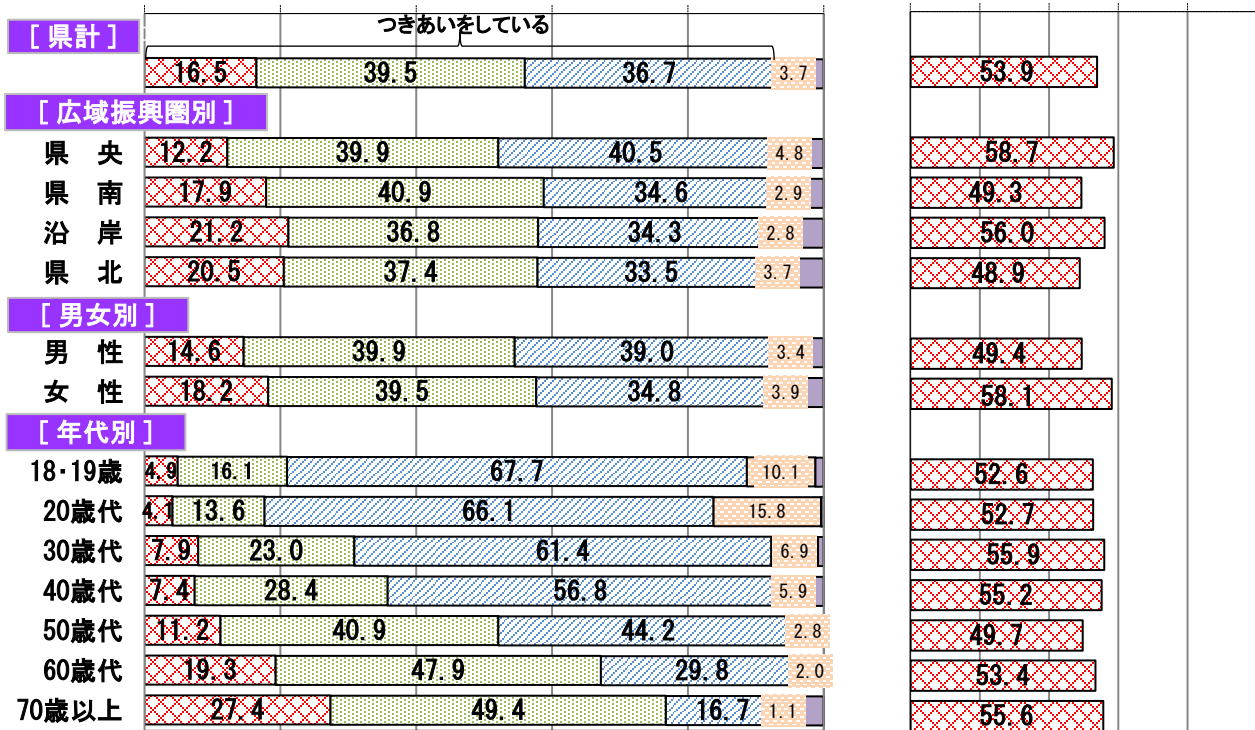 つきあいをしている
[ 県計 ]
16.5 39.5 36.7 3.7 53.9
[ 広域振興圏別 ]
県 央 12.2 39.9 40.5 4.8 58.7
県 南 17.9 40.9 34.6 2.9 49.3
沿 岸 21.2 36.8 34.3 2.8 56.0
県 北 20.5 37.4 33.5 3.7 48.9
[ 男女別 ]
男 性 14.6 39.9 39.0 3.4 49.4
女 性 18.2 39.5 34.8 3.9 58.1
[ 年代別 ]
18・19歳 4.9 16.1 67.7 10.1 52.6
20歳代 4.1 13.6 66.1 15.8 52.7
30歳代 7.9 23.0 61.4 6.9 55.9
40歳代 7.4 28.4 56.8 5.9 55.2
50歳代 11.2 40.9 44.2 2.8 49.7
60歳代 19.3 47.9 29.8 2.0 53.4
70歳以上 27.4 49.4 16.7 1.1 55.6